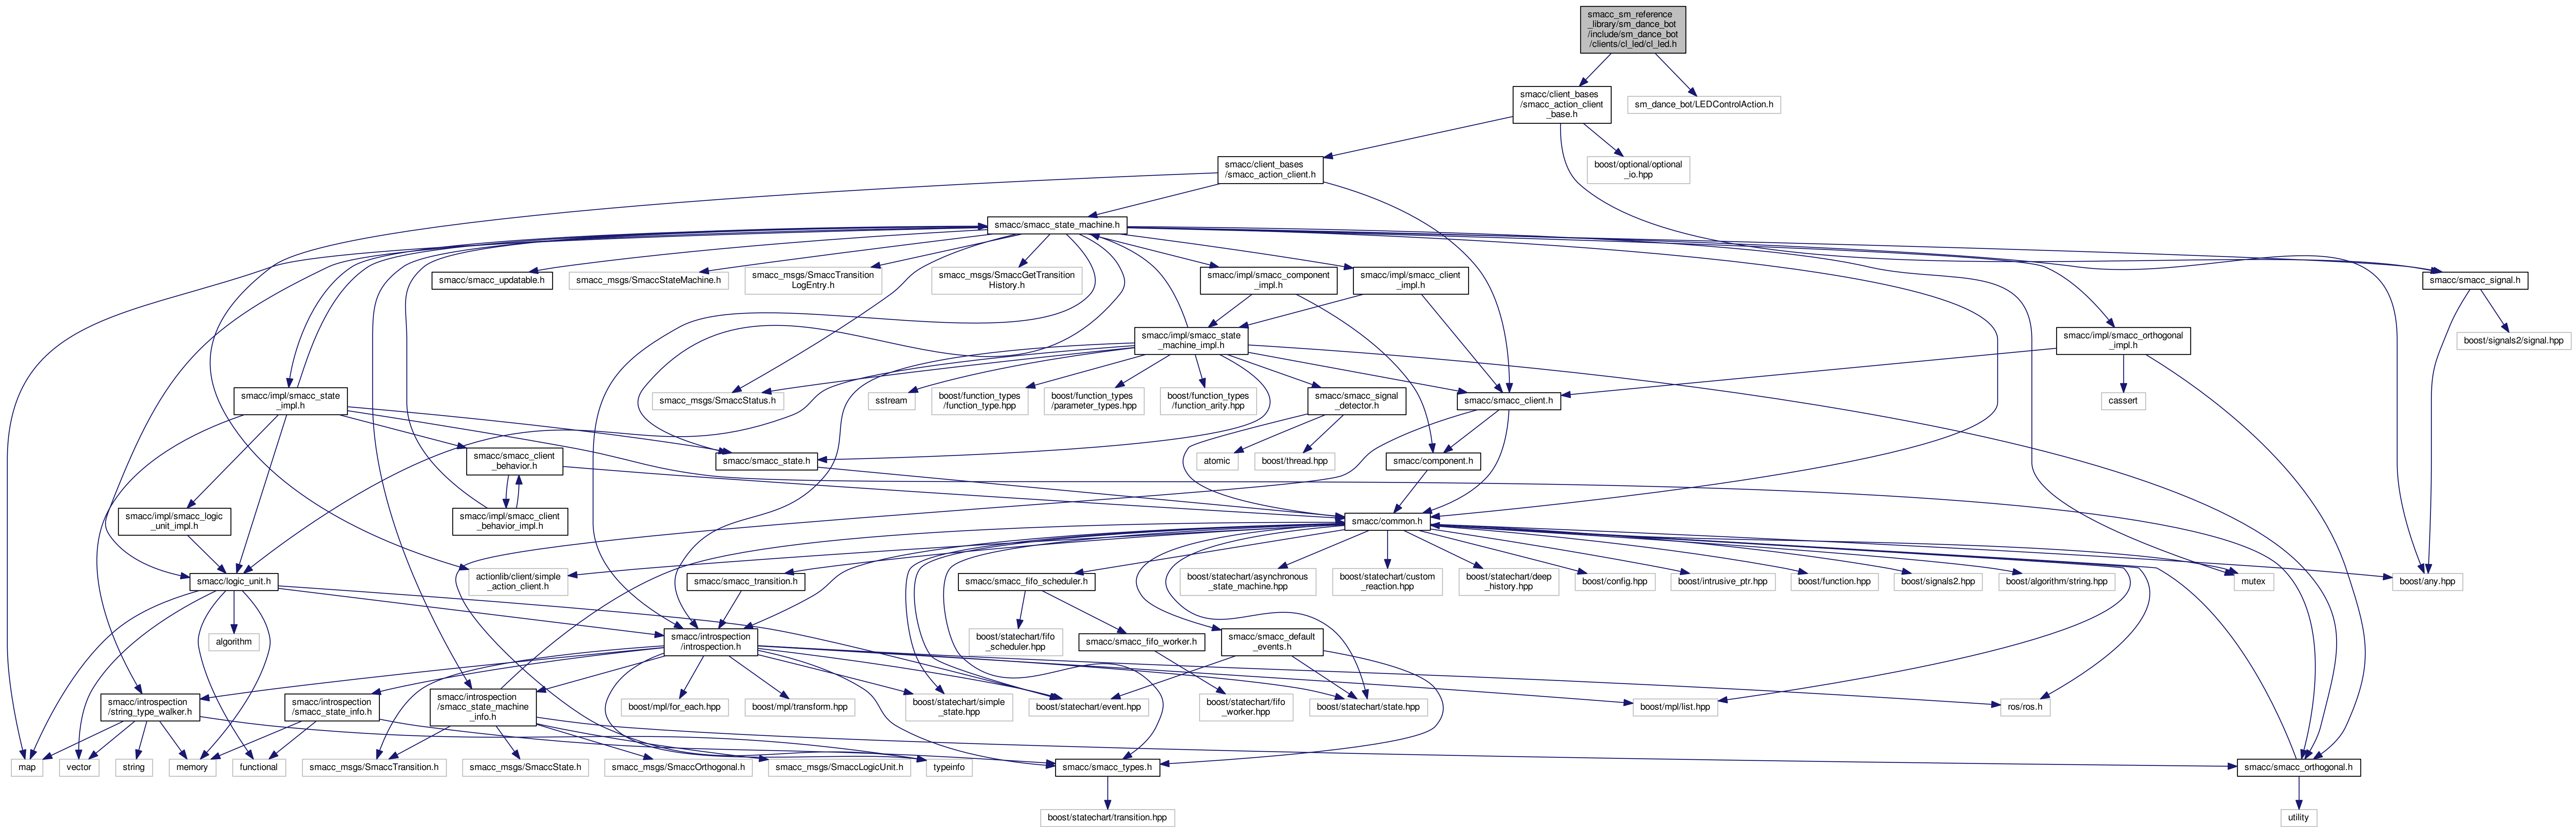 smacc_sm_reference
_library/sm_dance_bot
/include/sm_dance_bot
/clients/cl_led/cl_led.h
smacc/client_bases
/smacc_action_client
_base.h
sm_dance_bot/LEDControlAction.h
smacc/client_bases
/smacc_action_client.h
boost/optional/optional
_io.hpp
smacc/smacc_state_machine.h
smacc/smacc_updatable.h
smacc_msgs/SmaccStateMachine.h
smacc_msgs/SmaccTransition
LogEntry.h
smacc_msgs/SmaccGetTransition
History.h
smacc/impl/smacc_component
_impl.h
smacc/impl/smacc_client
_impl.h
smacc/smacc_signal.h
smacc/impl/smacc_state
_machine_impl.h
smacc/impl/smacc_orthogonal
_impl.h
boost/signals2/signal.hpp
smacc/impl/smacc_state
_impl.h
smacc_msgs/SmaccStatus.h
sstream
boost/function_types
/function_type.hpp
boost/function_types
/parameter_types.hpp
boost/function_types
/function_arity.hpp
smacc/smacc_signal
_detector.h
smacc/smacc_client.h
cassert
smacc/smacc_client
_behavior.h
smacc/smacc_state.h
atomic
boost/thread.hpp
smacc/component.h
smacc/impl/smacc_logic
_unit_impl.h
smacc/impl/smacc_client
_behavior_impl.h
smacc/common.h
smacc/logic_unit.h
actionlib/client/simple
_action_client.h
smacc/smacc_transition.h
smacc/smacc_fifo_scheduler.h
boost/statechart/asynchronous
_state_machine.hpp
boost/statechart/custom
_reaction.hpp
boost/statechart/deep
_history.hpp
boost/config.hpp
boost/intrusive_ptr.hpp
boost/function.hpp
boost/signals2.hpp
boost/algorithm/string.hpp
mutex
boost/any.hpp
algorithm
smacc/introspection
/introspection.h
boost/statechart/fifo
_scheduler.hpp
smacc/smacc_fifo_worker.h
smacc/smacc_default
_events.h
smacc/introspection
/string_type_walker.h
smacc/introspection
/smacc_state_info.h
smacc/introspection
/smacc_state_machine
_info.h
boost/mpl/for_each.hpp
boost/mpl/transform.hpp
boost/statechart/simple
_state.hpp
boost/statechart/event.hpp
boost/statechart/fifo
_worker.hpp
boost/statechart/state.hpp
boost/mpl/list.hpp
ros/ros.h
map
vector
string
memory
functional
smacc_msgs/SmaccTransition.h
smacc_msgs/SmaccState.h
smacc_msgs/SmaccOrthogonal.h
smacc_msgs/SmaccLogicUnit.h
typeinfo
smacc/smacc_types.h
smacc/smacc_orthogonal.h
boost/statechart/transition.hpp
utility